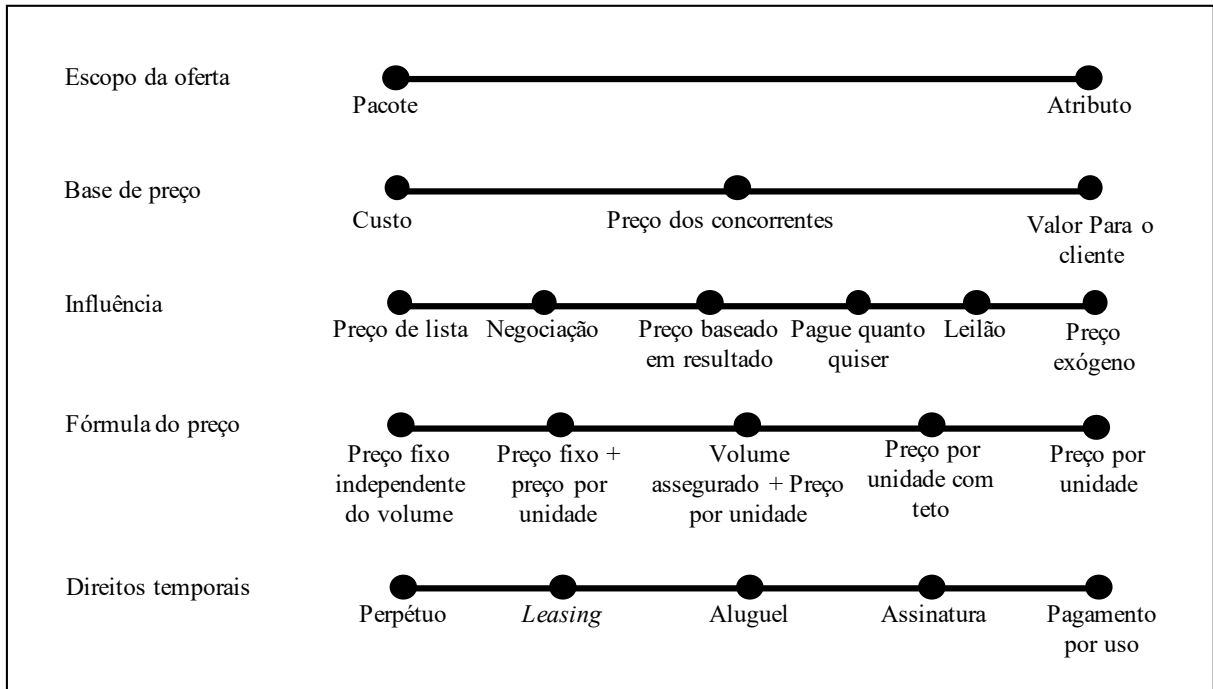 Escopo da oferta
Pacote
Atributo
Base de preço
Custo
Preço dos concorrentes
Valor Para o
cliente
Influência
Preço de lista
Negociação
Preço baseado
em resultado
Pague quanto
quiser
Leilão
Preço
exógeno
Fórmula do preço
Preço fixo
independente
do volume
Preço fixo +
preço por
unidade
Volume
assegurado + Preço
por unidade
Preço por
unidade com
teto
Preço por
unidade
Direitos temporais
Perpétuo
Leasing
Aluguel
Assinatura
Pagamento
por uso